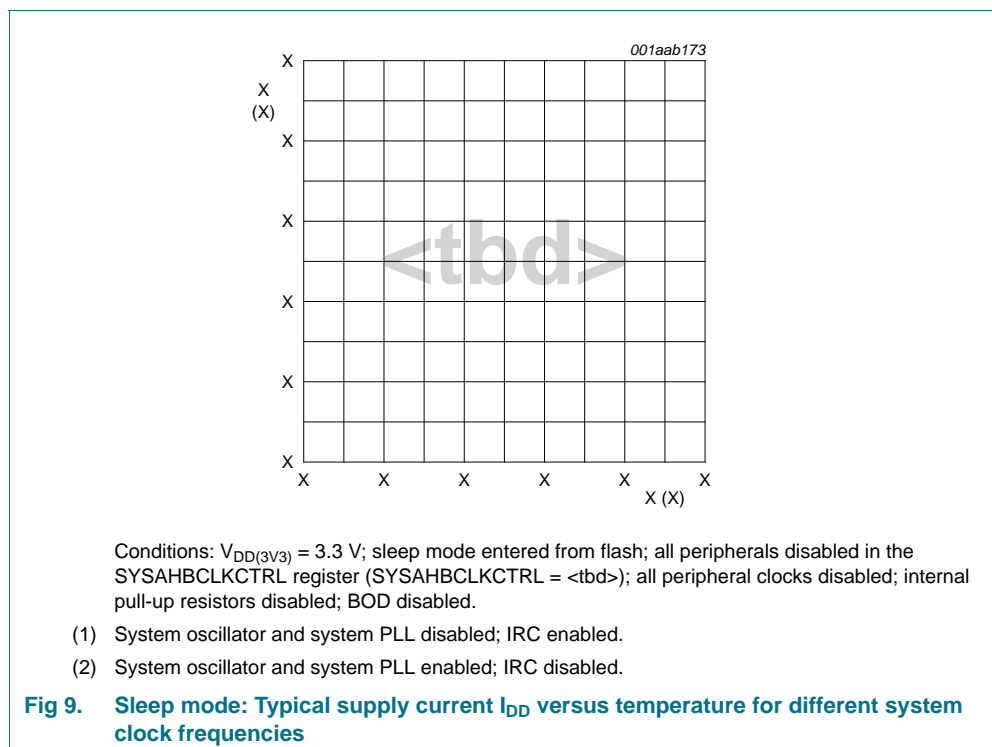 001aab173
X
X
(X)
X
X
<tbd>
X
X
X
X X X X X X
X (X)
Conditions: VDD(3V3) = 3.3 V; sleep mode entered from flash; all peripherals disabled in the
SYSAHBCLKCTRL register (SYSAHBCLKCTRL = <tbd>); all peripheral clocks disabled; internal
pull-up resistors disabled; BOD disabled.
(1) System oscillator and system PLL disabled; IRC enabled.
(2) System oscillator and system PLL enabled; IRC disabled.
Fig 9. Sleep mode: Typical supply current IDD versus temperature for different system
clock frequencies